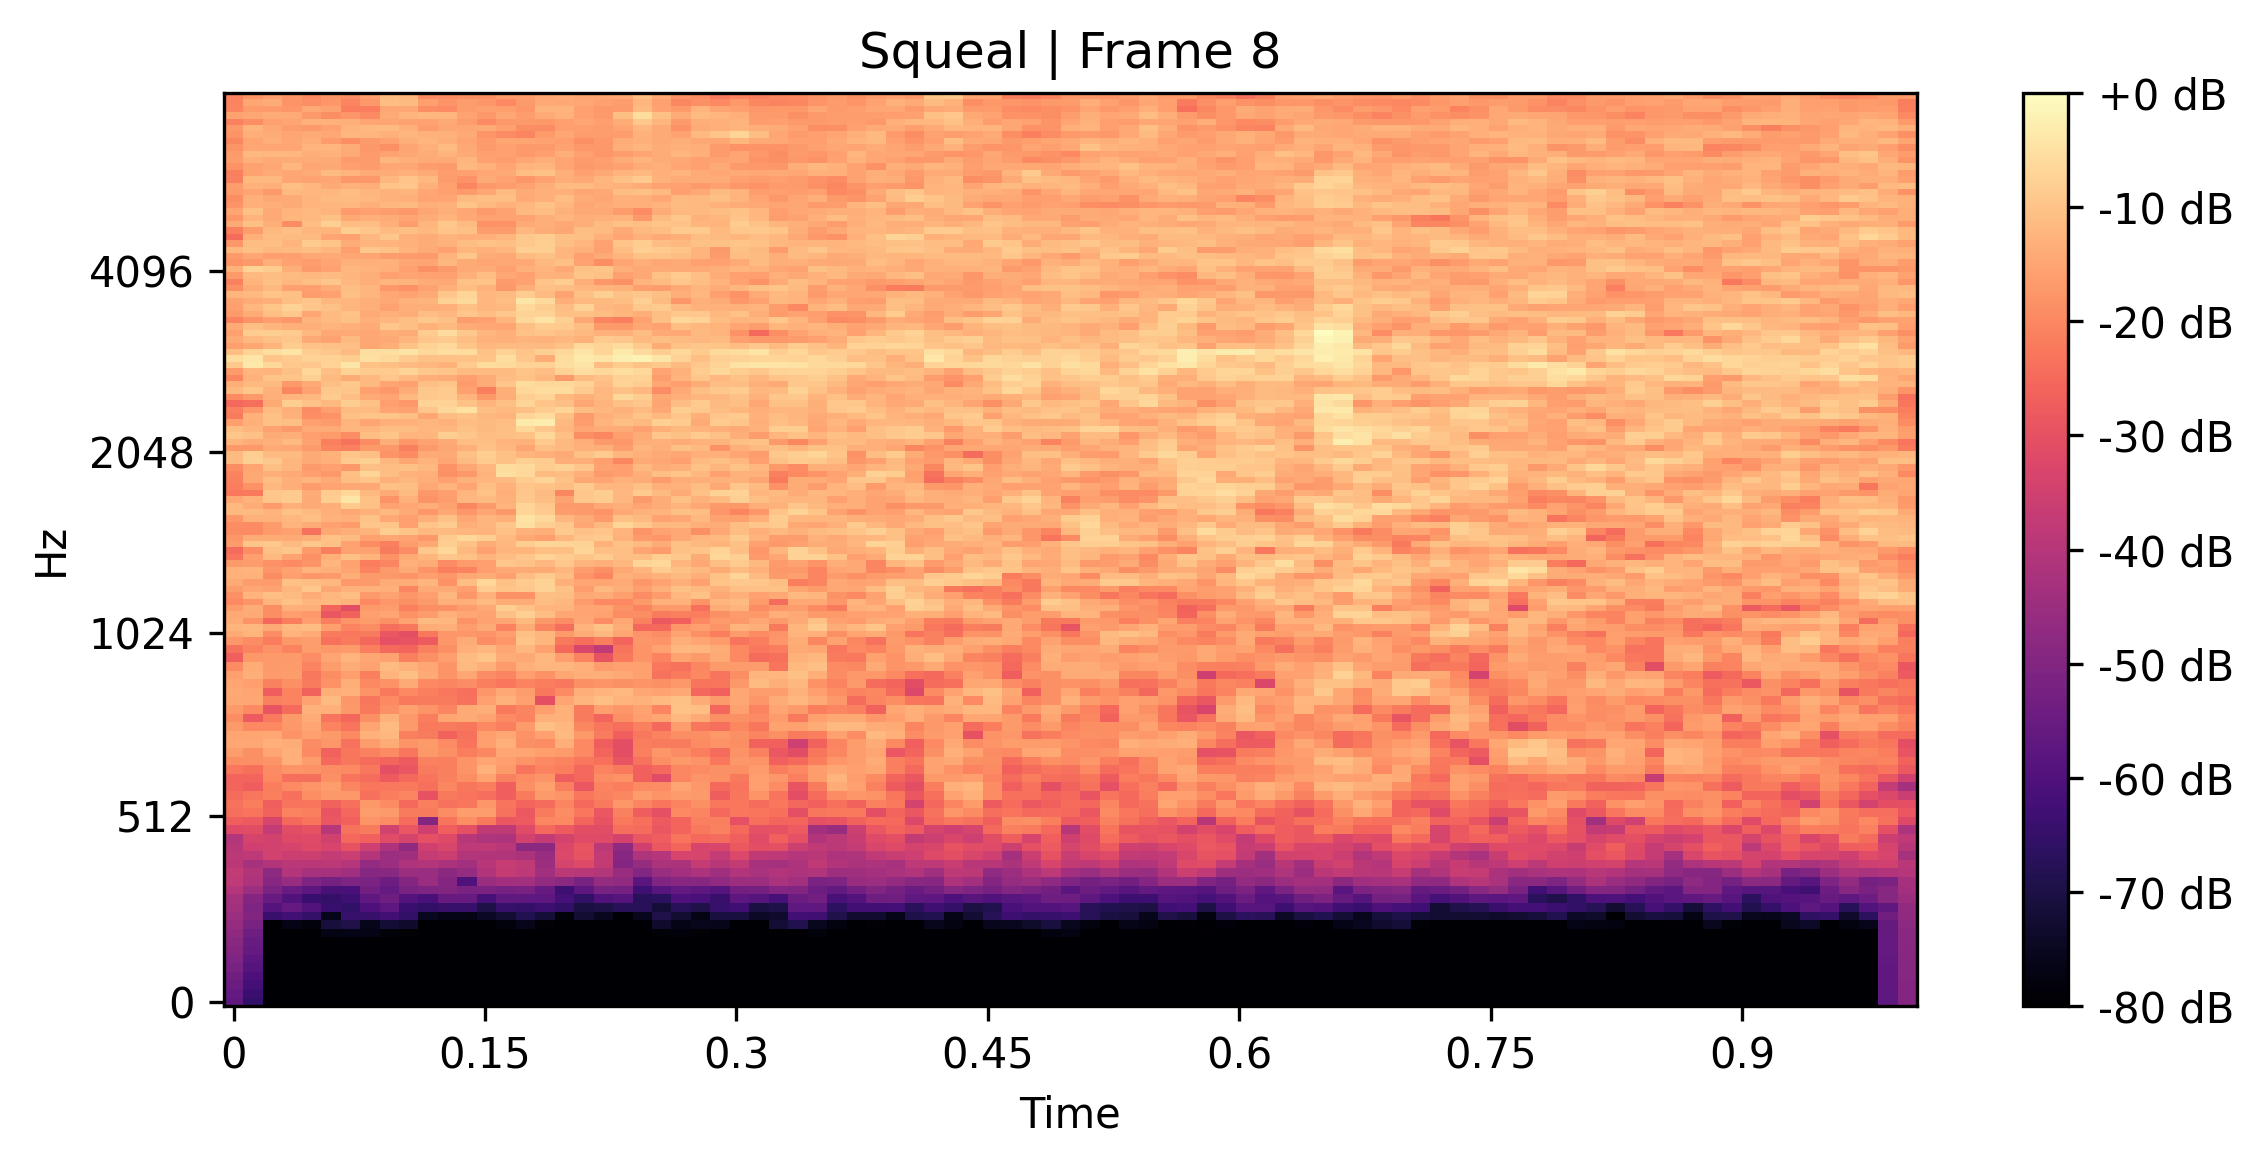 Squeal | Frame 8
+0 dB
-10 dB
-20 dB
-30 dB
-40 dB
-50 dB
-60 dB
-70 dB
-80 dB
Hz
4096
2048
1024
512
0
0 0.15 0.3 0.45 0.6 0.75 0.9
Time